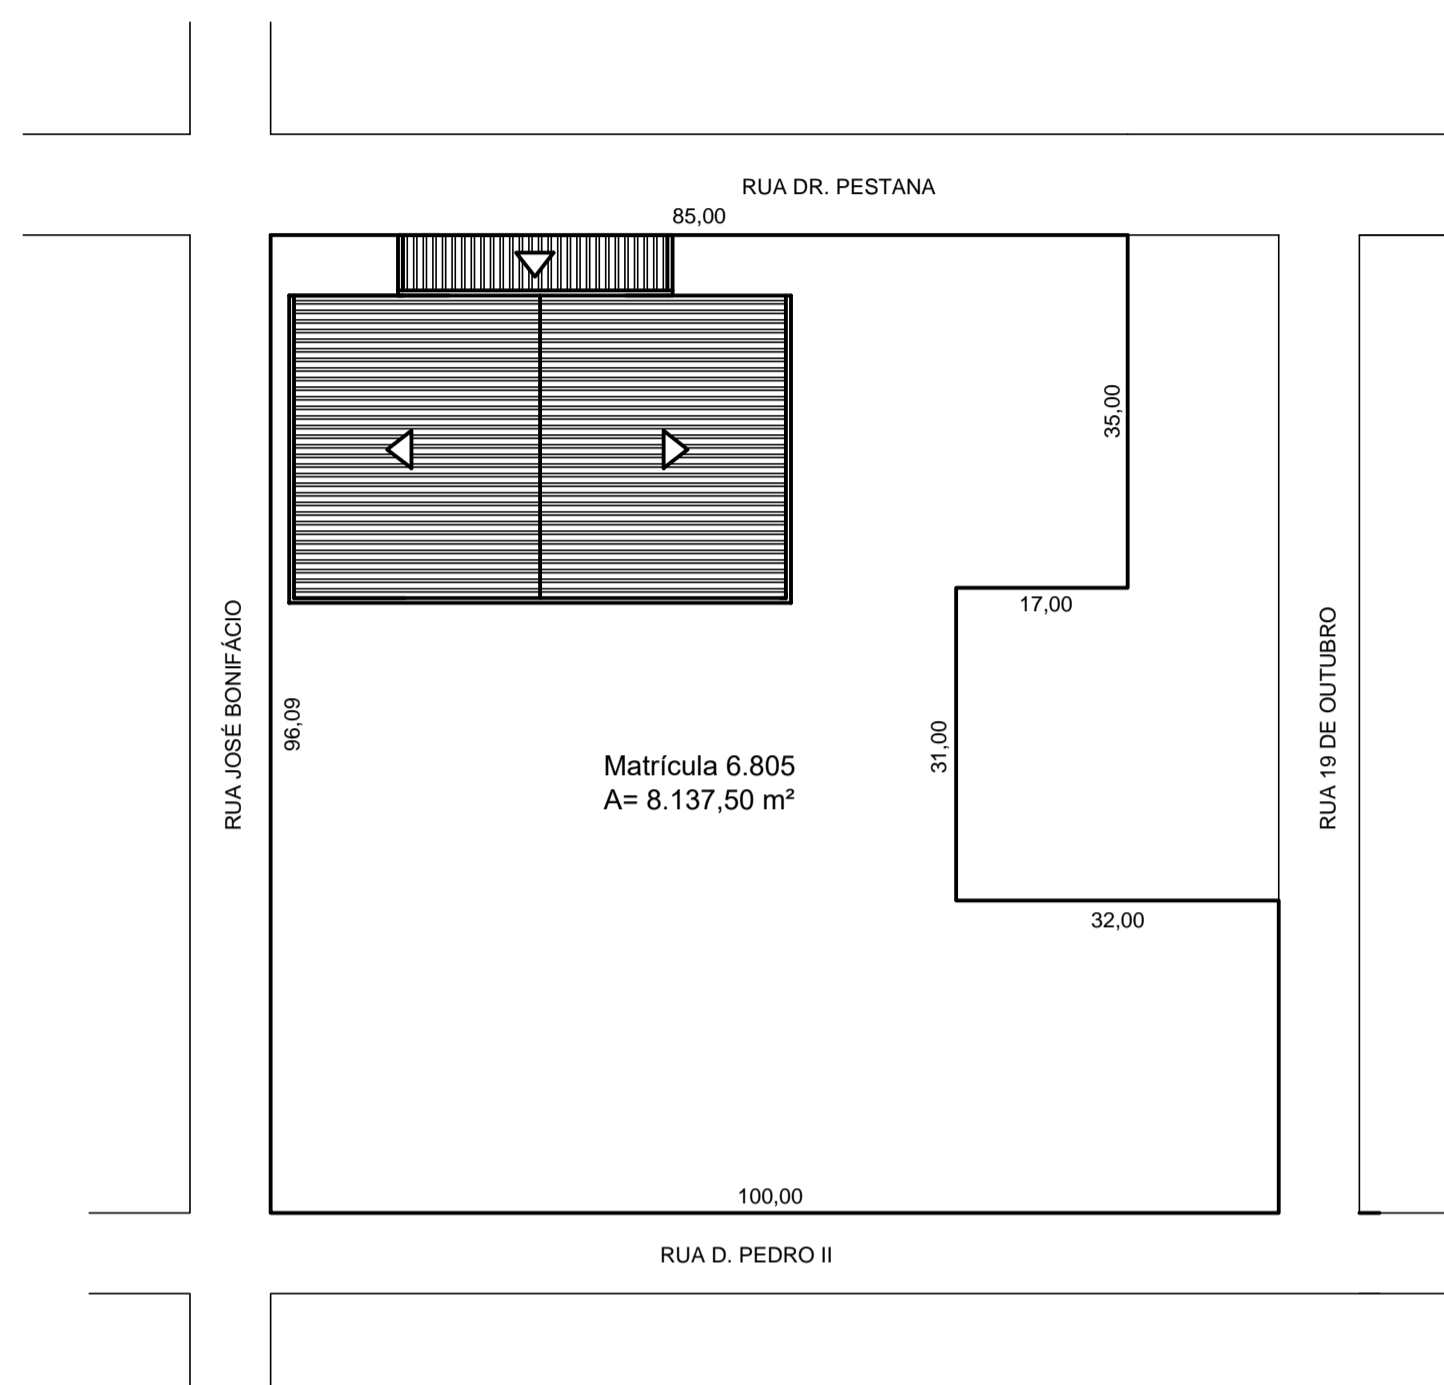 RUA DR. PESTANA
85,00
35,00
17,00
RUA JOSÉ BONIFÁCIO
96,09
31,00
RUA 19 DE OUTUBRO
Matrícula 6.805
A= 8.137,50 m²
32,00
100,00
RUA D. PEDRO II